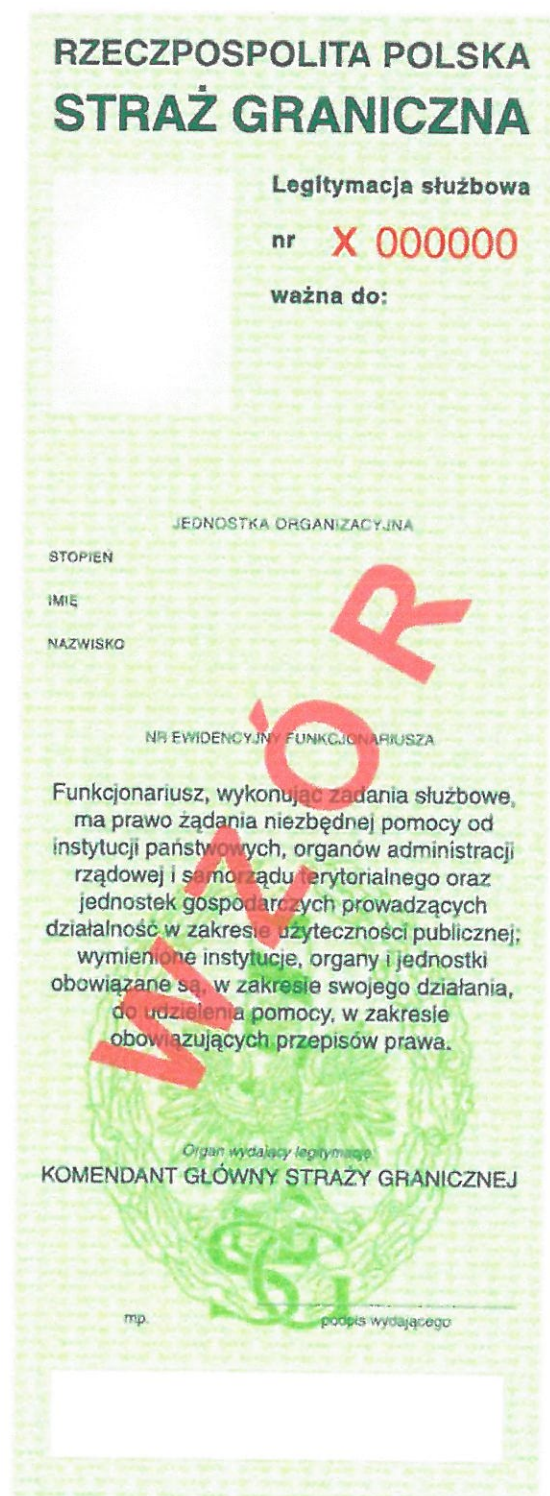 RZECZPOSPOLITA POLSKA
STRAŻ GRANICZNA
Legitymacja służbowa
nr X 000000
ważna do:
JEDNOSTKA ORGANIZACYJNA
STOPIEŃ
IMIĘ
NAZWISKO
NR EWIDENCYJNY FUNKCJONARIUSZA
Funkcjonariusz, wykonując zadania służbowe,
ma prawo żądania niezbędnej pomocy od
instytucji państwowych, organów administracji
rządowej i samorządu terytorialnego oraz
jednostek gospodarczych prowadzących
działalność w zakresie użyteczności publicznej;
wymienione instytucje, organy i jednostki
obowiązane są, w zakresie swojego działania,
do udzielenia pomocy, w zakresie
obowiązujących przepisów prawa.
WZÓR
Organ wydający legitymację
KOMENDANT GŁÓWNY STRAŻY GRANICZNEJ
SG
mp.
podpis wydającego